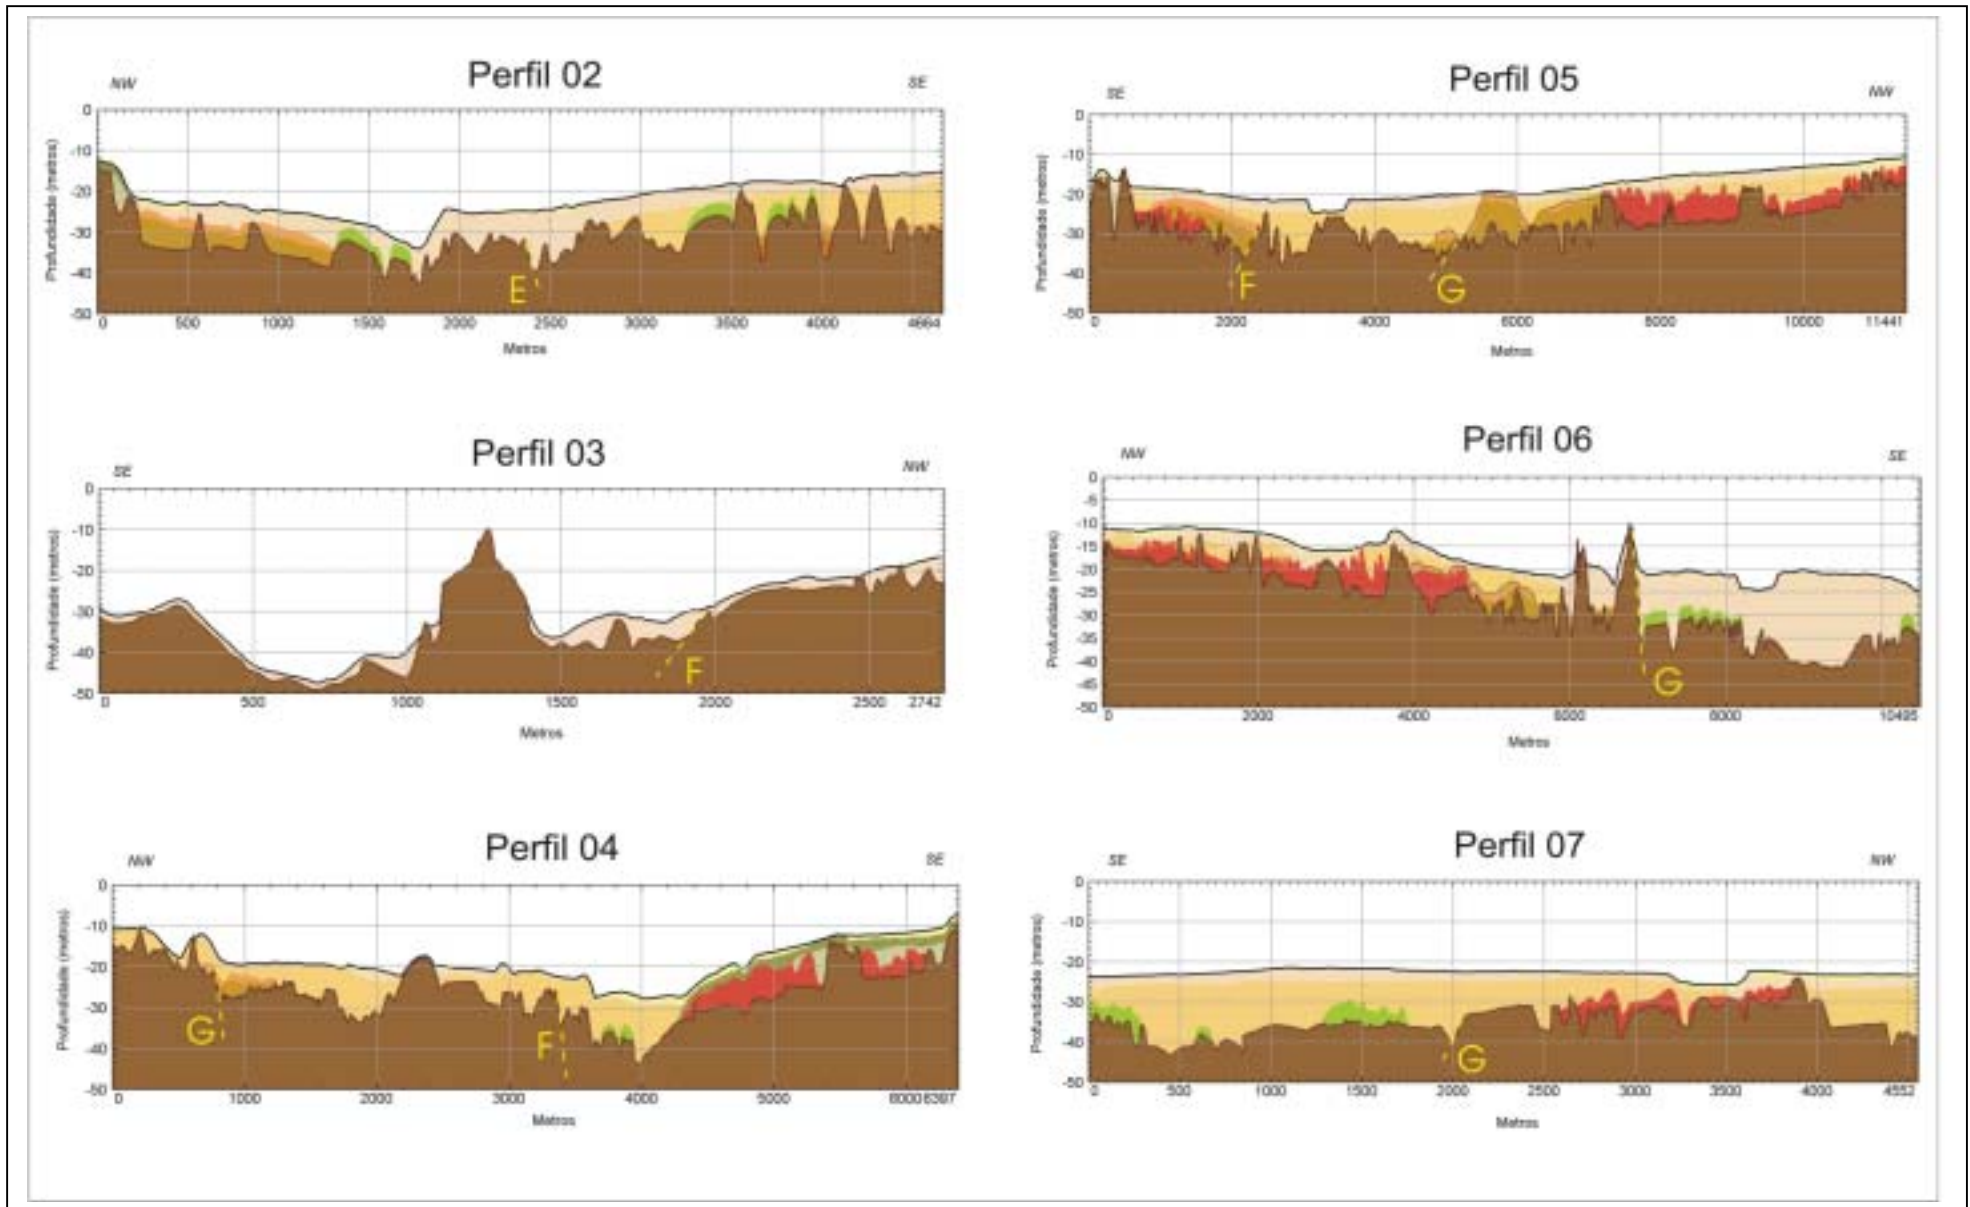 Perfil 02
NW SE
0
-10
-20
-30
-40
-50
Profundidade (metros)
E
0 500 1000 1500 2000 2500 3000 3500 4000 4664
Metros
Perfil 05
SE NW
0
-10
-20
-30
-40
-50
Profundidade (metros)
F G
0 2000 4000 6000 8000 10000 11441
Metros
Perfil 03
SE NW
0
-10
-20
-30
-40
-50
Profundidade (metros)
F
0 500 1000 1500 2000 2500 2742
Metros
Perfil 06
NW SE
0
-5
-10
-15
-20
-25
-30
-35
-40
-45
-50
Profundidade (metros)
G
0 2000 4000 6000 8000 10495
Metros
Perfil 04
NW SE
0
-10
-20
-30
-40
-50
Profundidade (metros)
G F
0 1000 2000 3000 4000 5000 6000 6397
Metros
Perfil 07
SE NW
0
-10
-20
-30
-40
-50
Profundidade (metros)
G
0 500 1000 1500 2000 2500 3000 3500 4000 4552
Metros